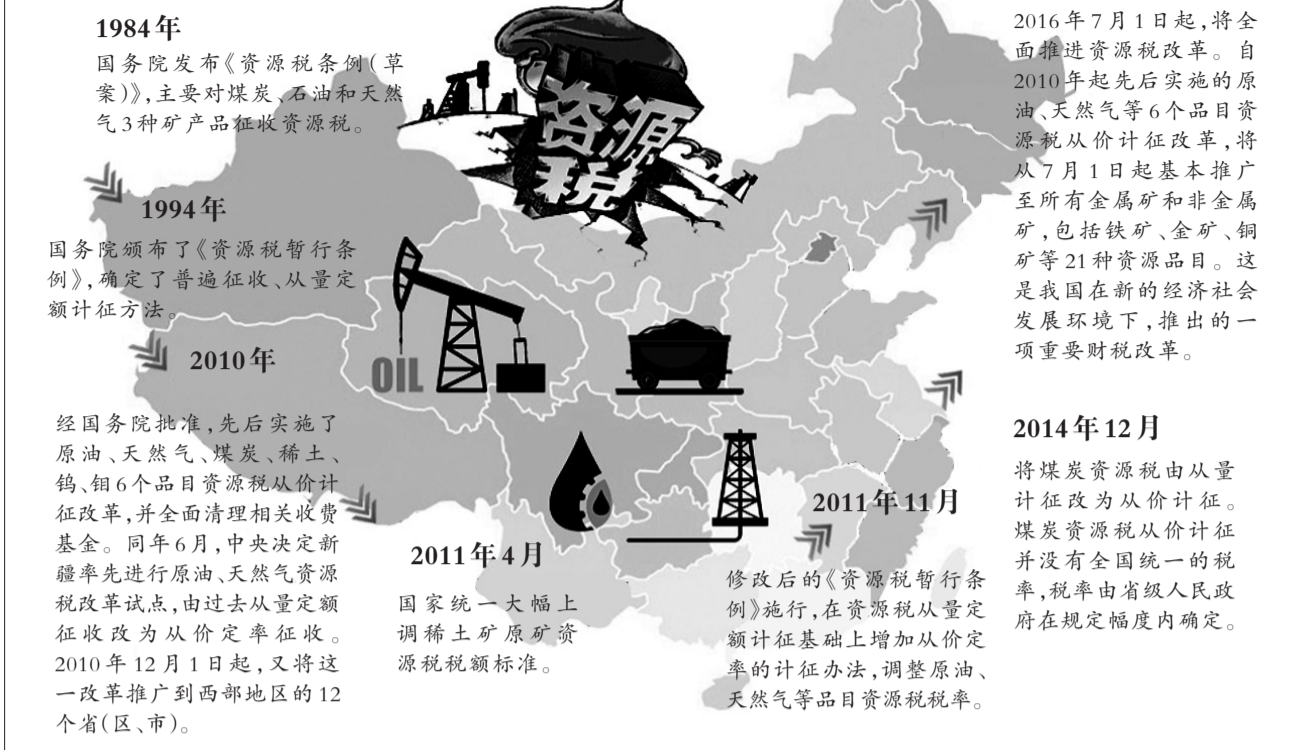 1984年
国务院发布《资源税条例(草
案)》,主要对煤炭、石油和天然
气3种矿产品征收资源税。
资源
税
1994年
国务院颁布了《资源税暂行条
例》,确定了普遍征收、从量定
额计征方法。
OIL
2010年
经国务院批准,先后实施了
原油、天然气、煤炭、稀土、
钨、钼6个品目资源税从价计
征改革,并全面清理相关收费
基金。同年6月,中央决定新
疆率先进行原油、天然气资源
税改革试点,由过去从量定额
征收改为从价定率征收。
2010年12月1日起,又将这
一改革推广到西部地区的12
个省(区、市)。
2011年4月
国家统一大幅上
调稀土矿原矿资
源税税额标准。
2011年11月
修改后的《资源税暂行条
例》施行,在资源税从量定
额计征基础上增加从价定
率的计征办法,调整原油、
天然气等品目资源税税率。
2014年12月
将煤炭资源税由从量
计征改为从价计征。
煤炭资源税从价计征
并没有全国统一的税
率,税率由省级人民政
府在规定幅度内确定。
2016年7月1日起,将全
面推进资源税改革。自
2010年起先后实施的原
油、天然气等6个品目资
源税从价计征改革,将
从7月1日起基本推广
至所有金属矿和非金属
矿,包括铁矿、金矿、铜
矿等21种资源品目。这
是我国在新的经济社会
发展环境下,推出的一
项重要财税改革。